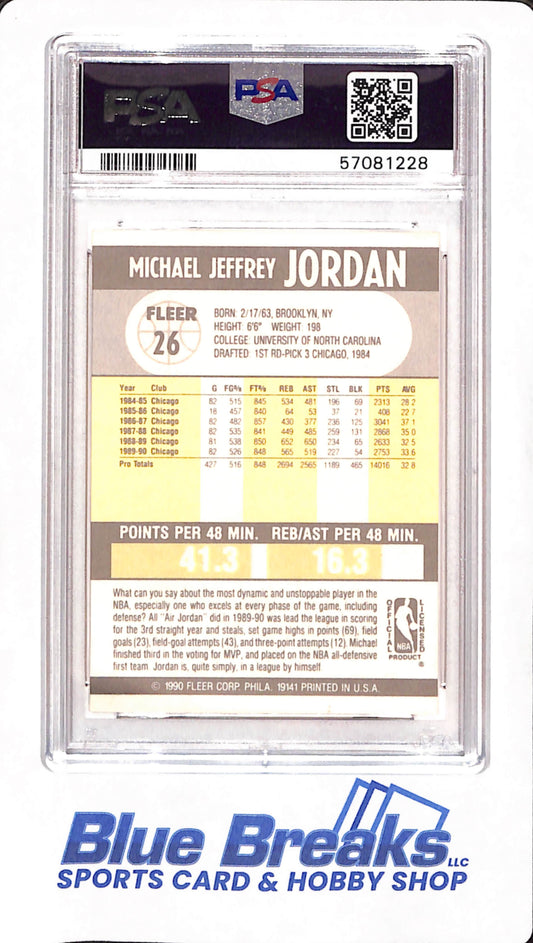 PSA
PSA
57081228
MICHAEL JEFFREY JORDAN
FLEER
26
BORN: 2/17/63, BROOKLYN, NY
HEIGHT: 6'6" WEIGHT: 198
COLLEGE: UNIVERSITY OF NORTH CAROLINA
DRAFTED: 1ST RD-PICK 3 CHICAGO, 1984
Year Club G FG% FT% REB AST STL BLK PTS AVG
1984-85 Chicago 82 515 845 534 481 196 69 2313 28.2
1985-86 Chicago 18 457 840 64 53 37 21 408 22.7
1986-87 Chicago 82 482 857 430 377 236 125 3041 37.1
1987-88 Chicago 82 535 841 449 485 259 131 2868 35.0
1988-89 Chicago 81 538 850 652 650 234 65 2633 32.5
1989-90 Chicago 82 526 848 565 519 227 54 2753 33.6
Pro Totals 427 516 848 2694 2565 1189 465 14016 32.8
POINTS PER 48 MIN. REB/AST PER 48 MIN.
41.3 16.3
What can you say about the most dynamic and unstoppable player in the
NBA, especially one who excels at every phase of the game, including
defense? All "Air Jordan" did in 1989-90 was lead the league in scoring
for the 3rd straight year and steals, set game highs in points (69), field
goals (23), field-goal attempts (43), and three-point attempts (12). Michael
finished third in the voting for MVP, and placed on the NBA all-defensive
first team. Jordan is, quite simply, in a league by himself.
OFFICIAL LICENSED
NBA
PRODUCT ®
© 1990 FLEER CORP. PHILA. 19141 PRINTED IN U.S.A.
Blue Breaks LLC
SPORTS CARD & HOBBY SHOP